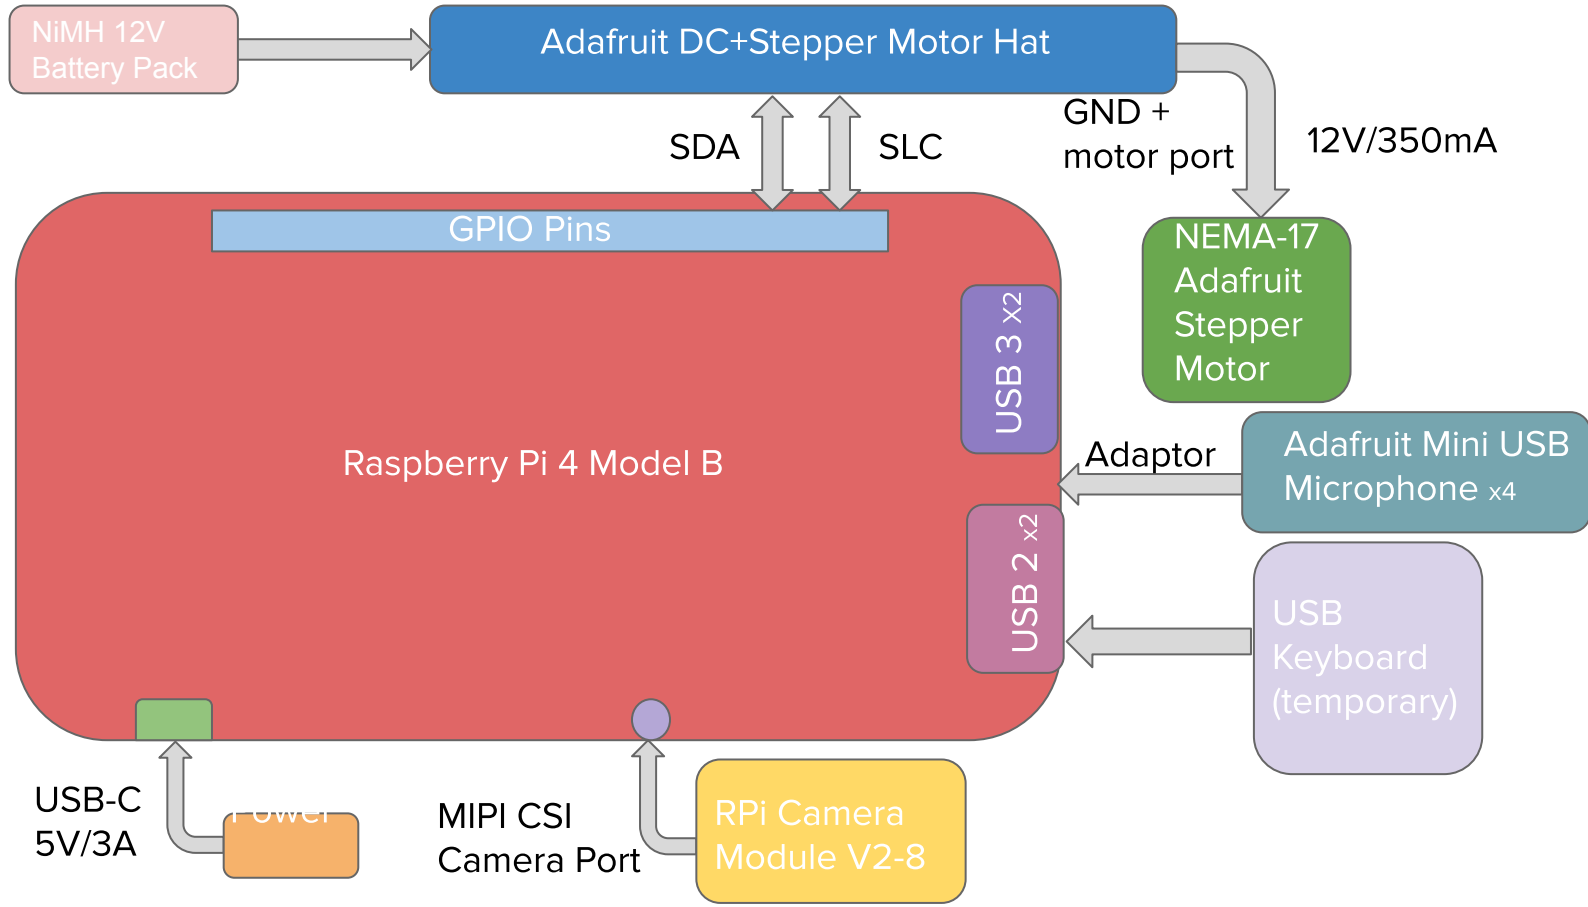 NiMH 12V
Battery Pack
Adafruit DC+Stepper Motor Hat
SDA
SLC
GND +
motor port
12V/350mA
GPIO Pins
NEMA-17
Adafruit
Stepper
Motor
USB 3 x2
Raspberry Pi 4 Model B
Adaptor
Adafruit Mini USB
Microphone x4
USB 2 x2
USB
Keyboard
(temporary)
USB-C
5V/3A
Power
MIPI CSI
Camera Port
RPi Camera
Module V2-8